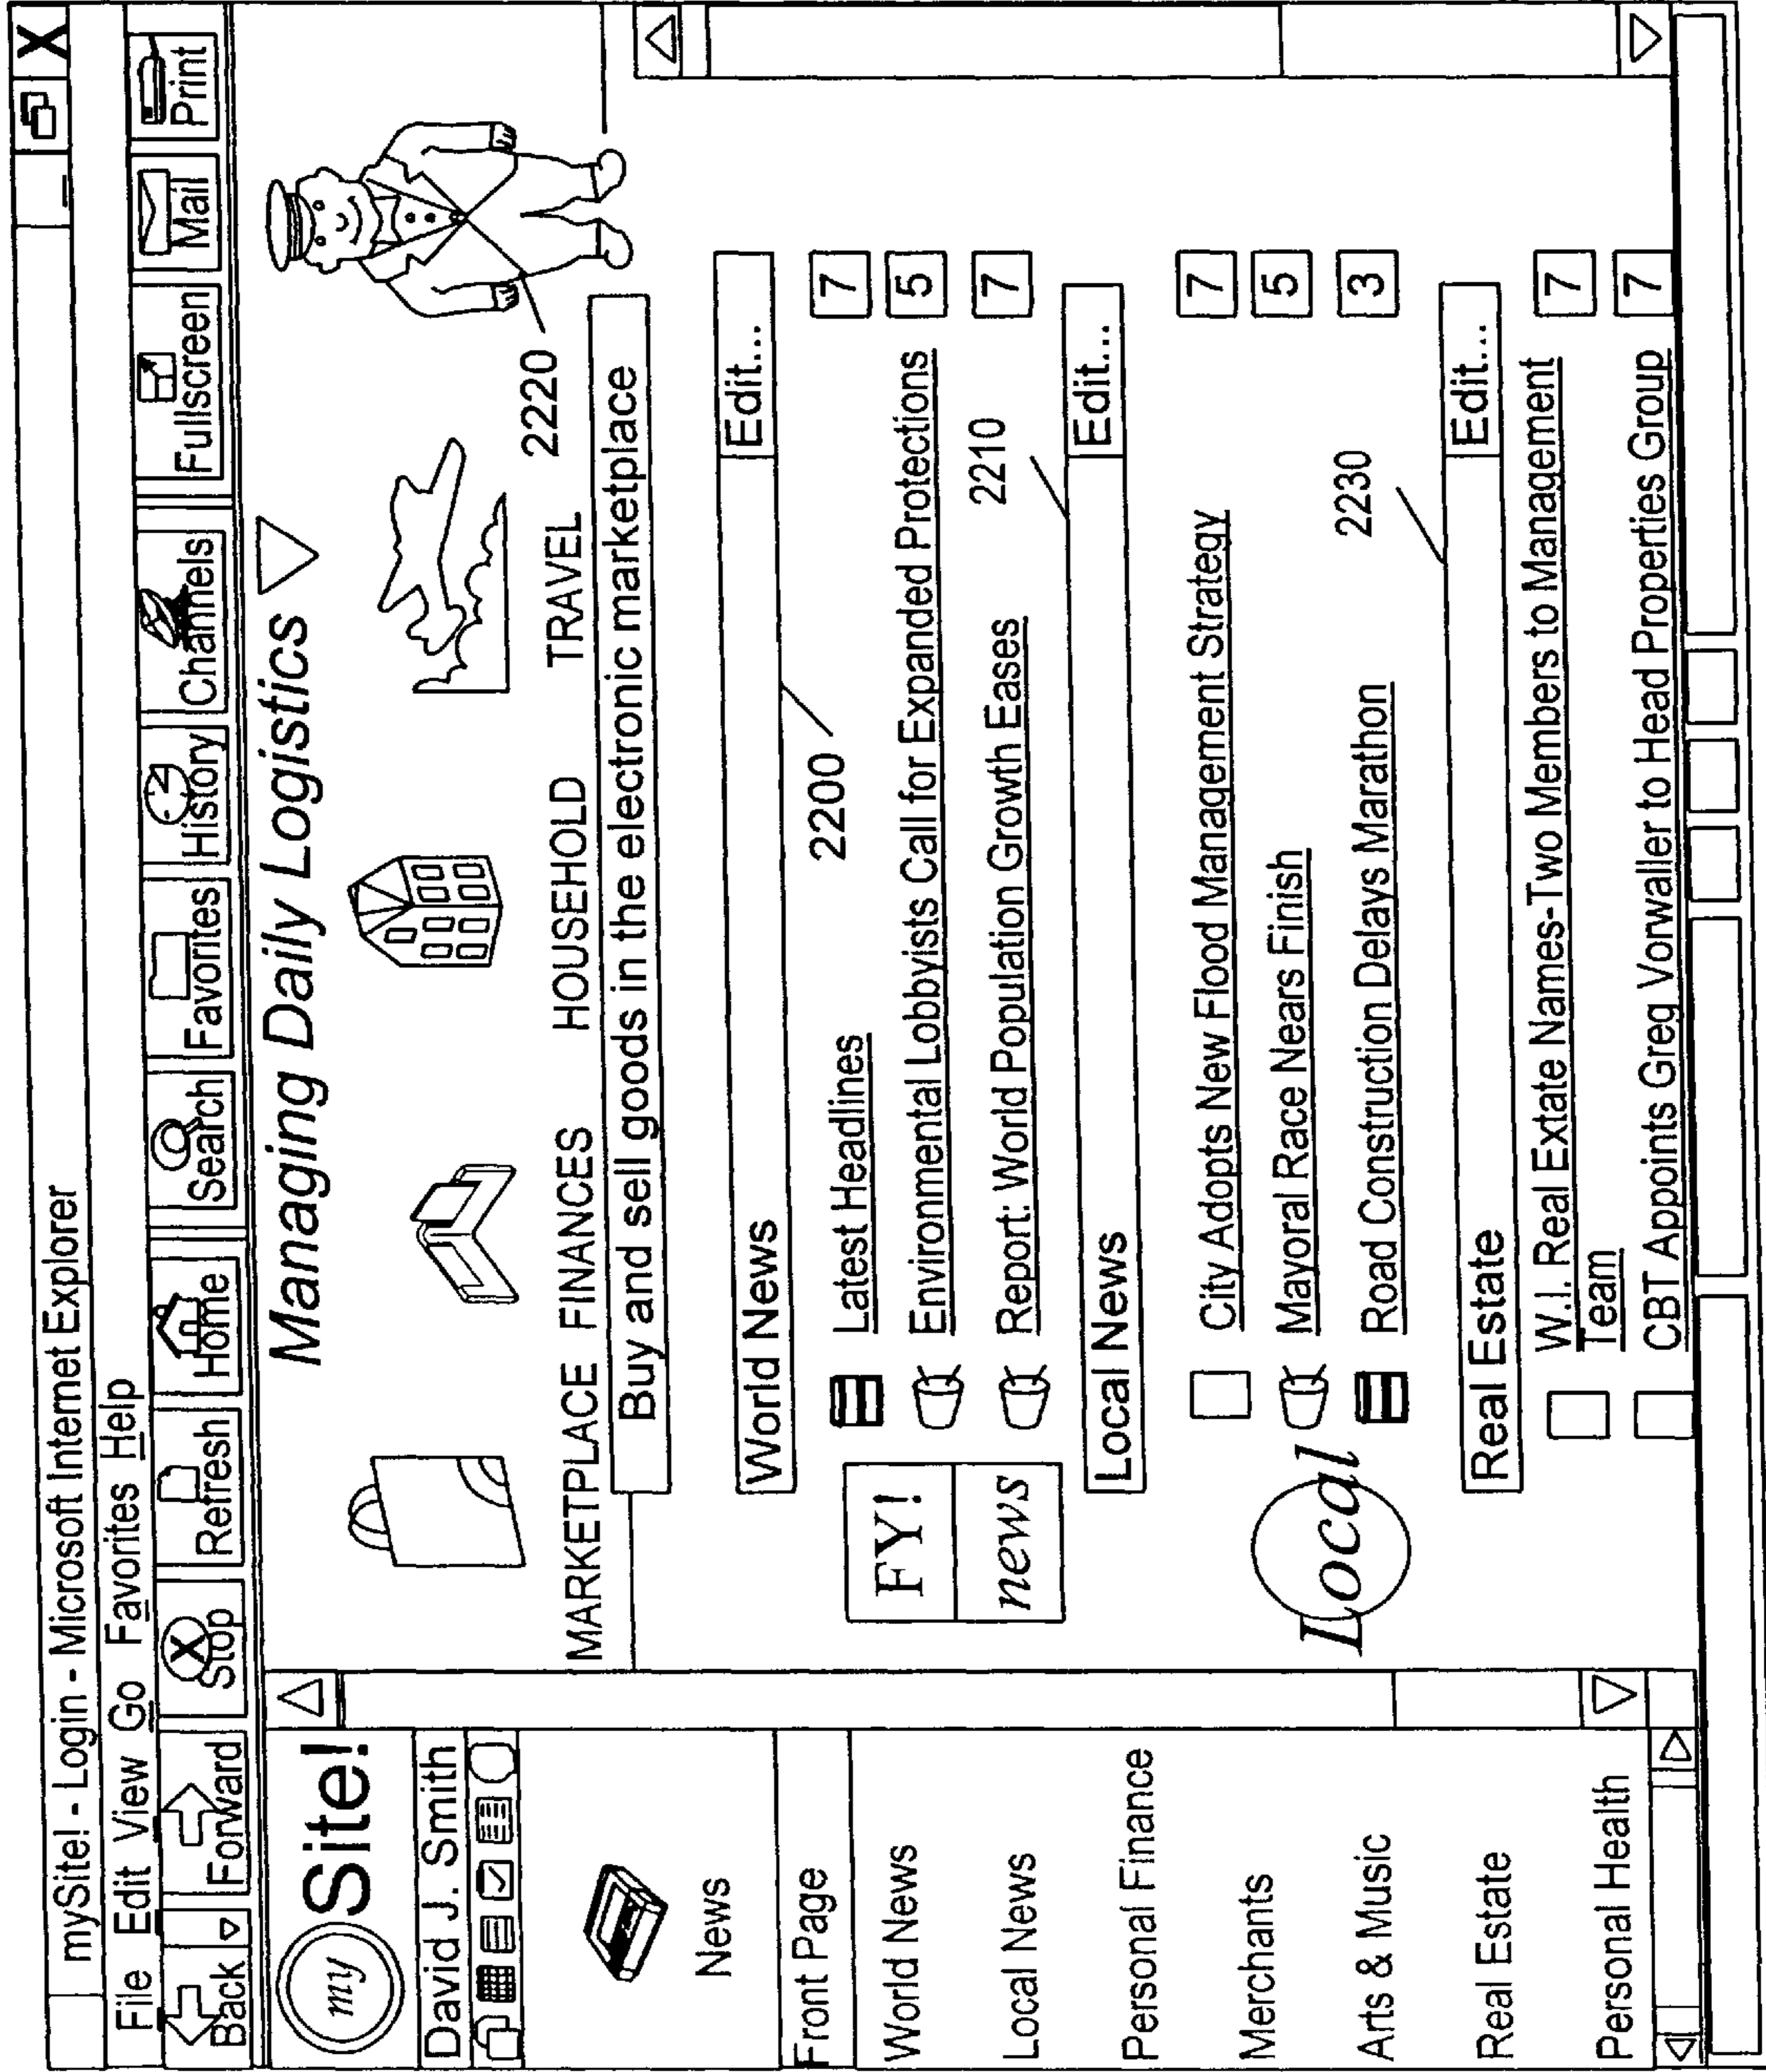 mySite! - Login - Microsoft Internet Explorer
X
File Edit View Go Favorites Help
Back Forward Stop Refresh Home Search Favorites History Channels Fullscreen Mail Print
my Site!
David J. Smith
News
Front Page
World News
Local News
Personal Finance
Merchants
Arts & Music
Real Estate
Personal Health
Managing Daily Logistics
MARKETPLACE FINANCES HOUSEHOLD TRAVEL
2220
Buy and sell goods in the electronic marketplace
World News Edit...
2200
FY!
news
Latest Headlines 7
Environmental Lobbyists Call for Expanded Protections 5
Report: World Population Growth Eases 7
2210
Local News Edit...
Local
City Adopts New Flood Management Strategy 7
Mayoral Race Nears Finish 5
Road Construction Delays Marathon 3
2230
Real Estate Edit...
W.I. Real Extate Names-Two Members to Management 7
Team
CBT Appoints Greg Vorwaller to Head Properties Group 7